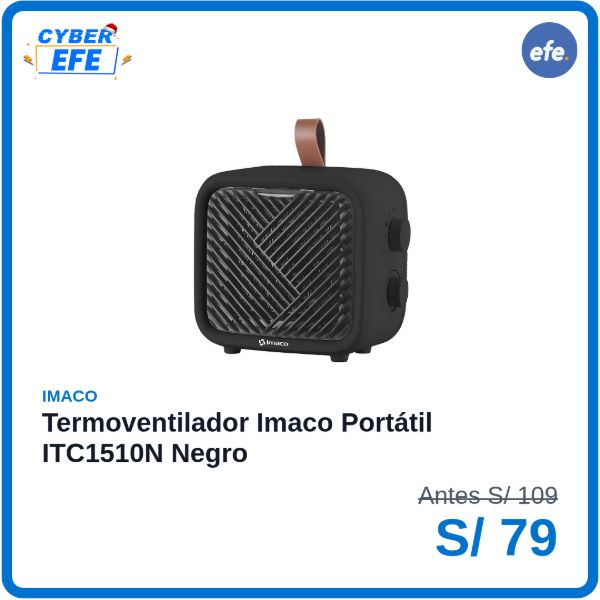 CYBER
EFE
efe.
Imaco
IMACO
Termoventilador Imaco Portátil
ITC1510N Negro
Antes S/ 109
S/ 79